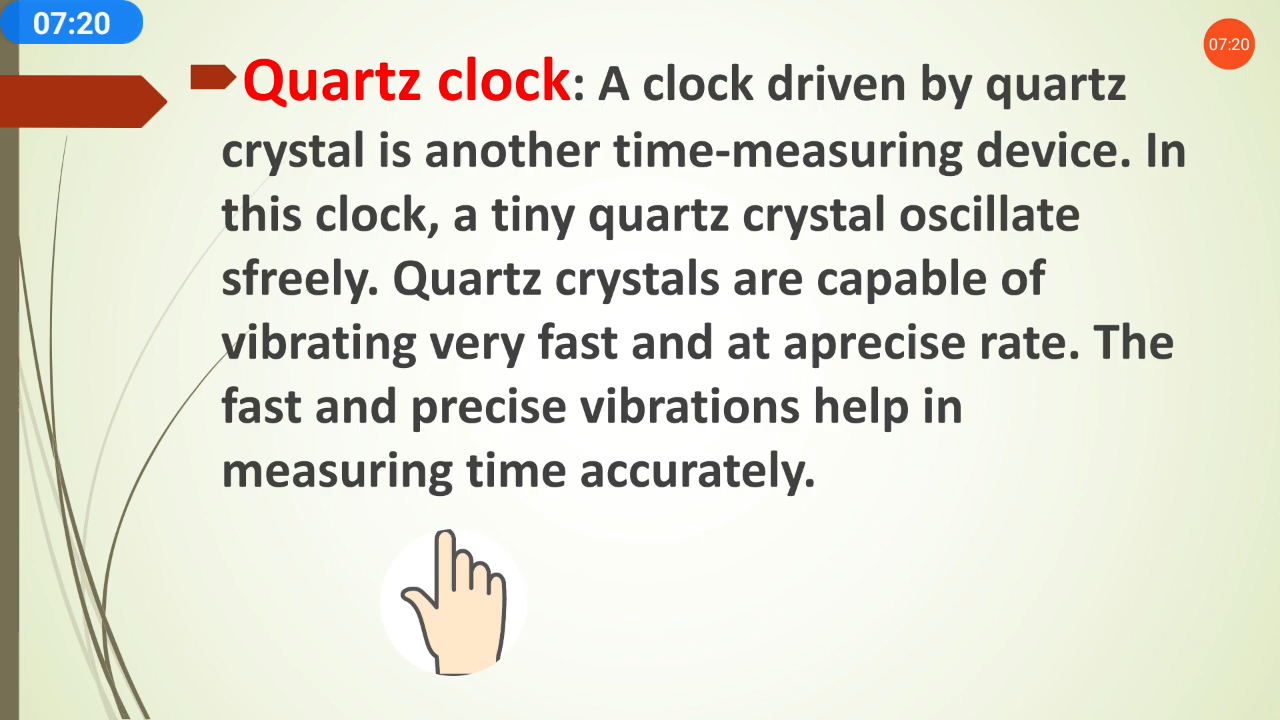 07:20
07:20
Quartz clock: A clock driven by quartz
crystal is another time-measuring device. In
this clock, a tiny quartz crystal oscillate
sfreely. Quartz crystals are capable of
vibrating very fast and at aprecise rate. The
fast and precise vibrations help in
measuring time accurately.